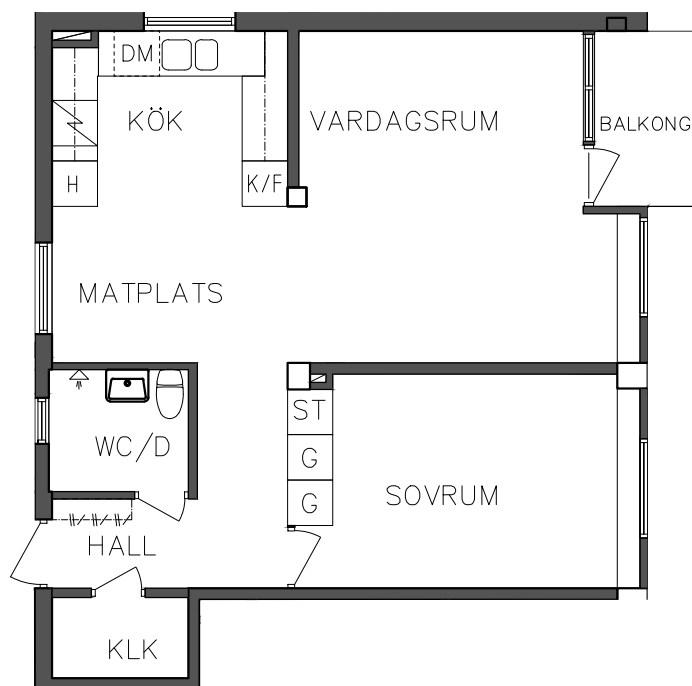 DM
KÖK
VARDAGSRUM
BALKONG
H
K/F
MATPLATS
ST
WC/D
G
G
SOVRUM
HALL
KLK